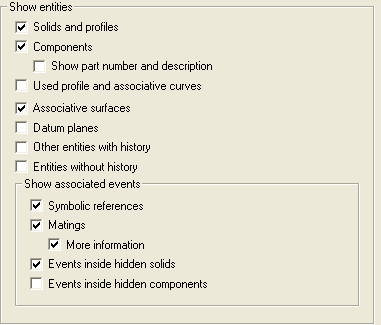 Show entities
Solids and profiles
Components
Show part number and description
Used profile and associative curves
Associative surfaces
Datum planes
Other entities with history
Entities without history
Show associated events
Symbolic references
Matings
More information
Events inside hidden solids
Events inside hidden components